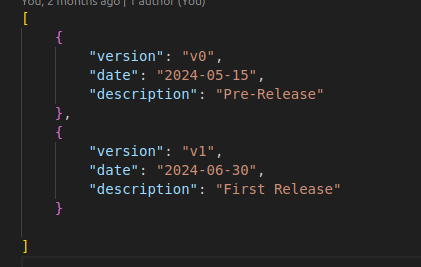 You, 2 months ago | 1 author (You)
[
    {
        "version": "v0",
        "date": "2024-05-15",
        "description": "Pre-Release"
    },
    {
        "version": "v1",
        "date": "2024-06-30",
        "description": "First Release"
    }
]